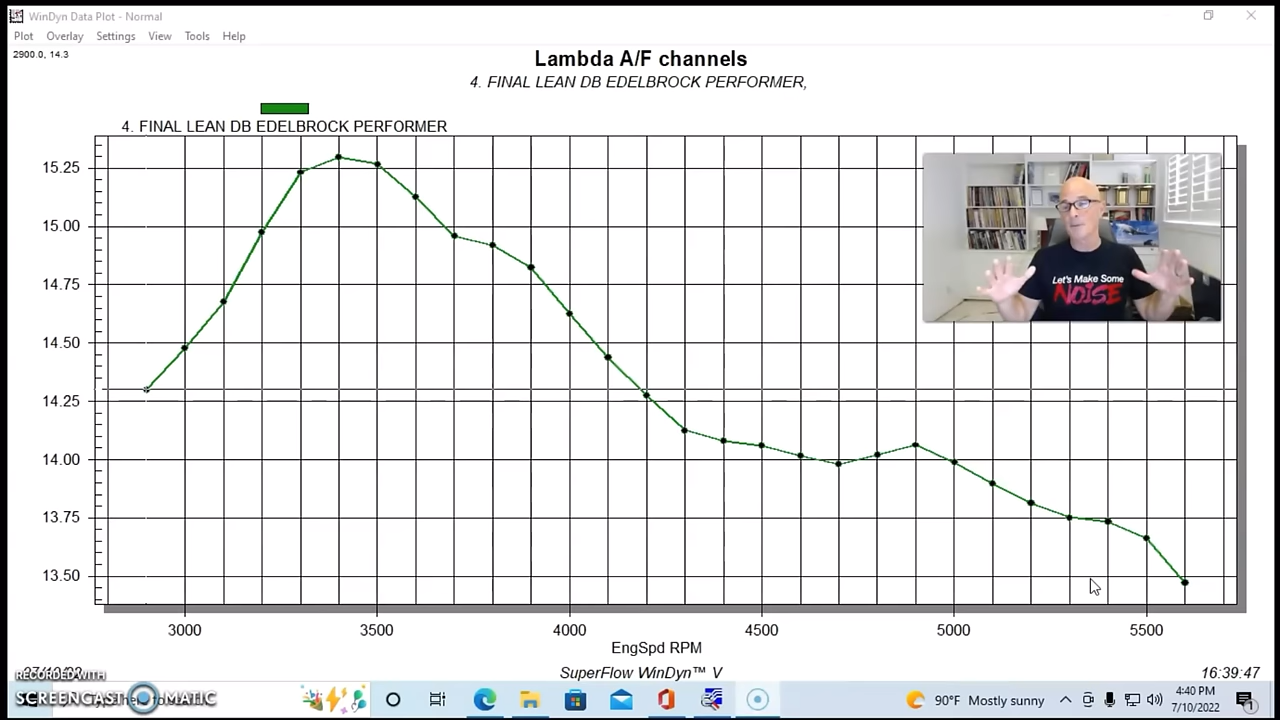 WinDyn Data Plot - Normal
Plot Overlay Settings View Tools Help
2900.0, 14.3
Lambda A/F channels
4. FINAL LEAN DB EDELBROCK PERFORMER,
4. FINAL LEAN DB EDELBROCK PERFORMER
15.25
15.00
14.75
14.50
14.25
14.00
13.75
13.50
Let's Make Some
NOISE
3000 3500 4000 4500 5000 5500
EngSpd RPM
SuperFlow WinDyn™ V
16:39:47
RECORDED WITH
SCREENCAST-O-MATIC
90°F Mostly sunny
4:40 PM
7/10/2022
1